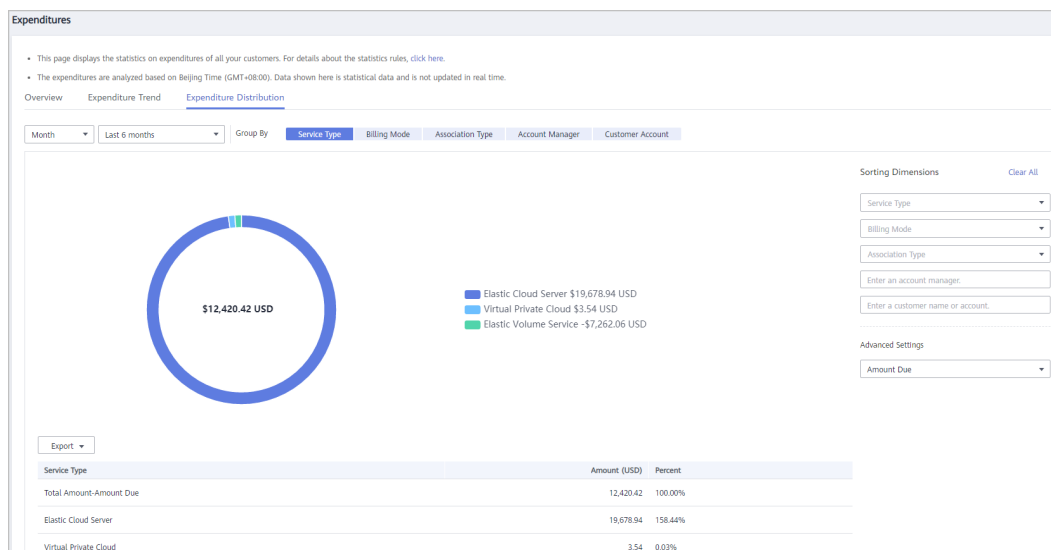 Expenditures
• This page displays the statistics on expenditures of all your customers. For details about the statistics rules, click here.
• The expenditures are analyzed based on Beijing Time (GMT+08:00). Data shown here is statistical data and is not updated in real time.
Overview Expenditure Trend Expenditure Distribution
Month Last 6 months Group By Service Type Billing Mode Association Type Account Manager Customer Account
Sorting Dimensions Clear All
Service Type
Billing Mode
Association Type
Enter an account manager.
Enter a customer name or account.
Advanced Settings
Amount Due
$12,420.42 USD
Elastic Cloud Server $19,678.94 USD
Virtual Private Cloud $3.54 USD
Elastic Volume Service -$7,262.06 USD
Export
Service Type Amount (USD) Percent
Total Amount-Amount Due 12,420.42 100.00%
Elastic Cloud Server 19,678.94 158.44%
Virtual Private Cloud 3.54 0.03%